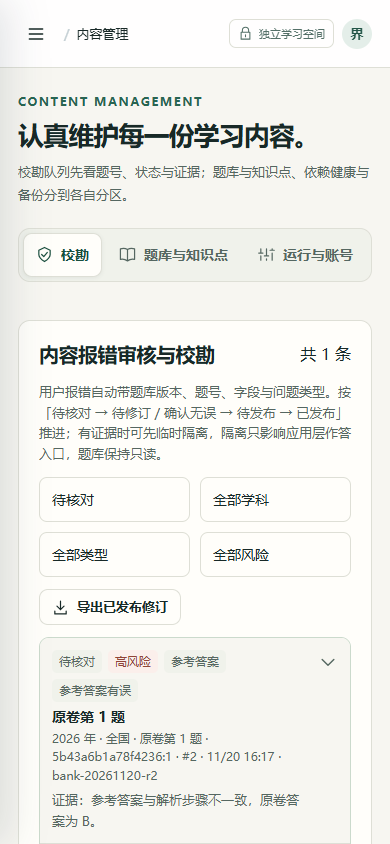 / 内容管理
独立学习空间
界
CONTENT MANAGEMENT
认真维护每一份学习内容。
校勘队列先看题号、状态与证据；题库与知识点、依赖健康与
备份分到各自分区。
校勘
题库与知识点
运行与账号
内容报错审核与校勘
共 1 条
用户报错自动带题库版本、题号、字段与问题类型。按
「待核对 → 待修订 / 确认无误 → 待发布 → 已发布」
推进；有证据时可先临时隔离，隔离只影响应用层作答
入口，题库保持只读。
待核对
全部学科
全部类型
全部风险
导出已发布修订
待核对
高风险
参考答案
参考答案有误
原卷第 1 题
2026 年 · 全国 · 原卷第 1 题 ·
5b43a6b1a78f4236:1 · #2 · 11/20 16:17 ·
bank-20261120-r2
证据：参考答案与解析步骤不一致，原卷答
案为 B。